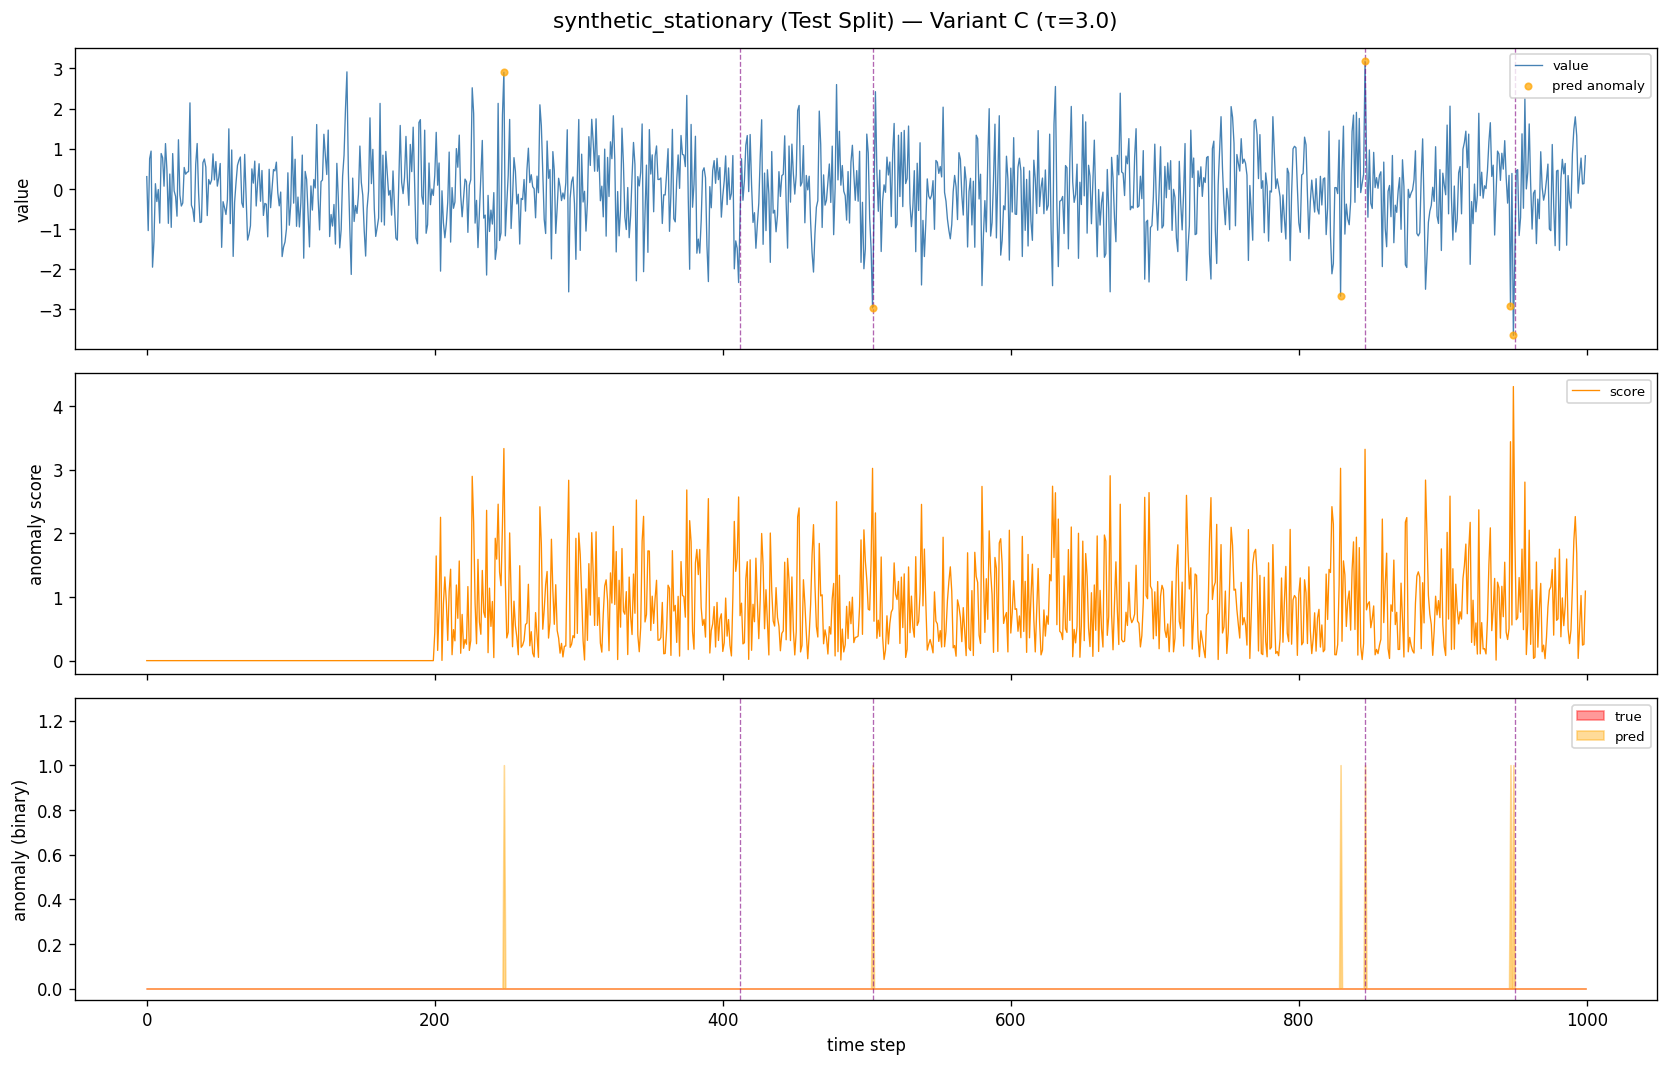 synthetic_stationary (Test Split) — Variant C (τ=3.0)
3
2
1
0
−1
−2
−3
value
value
pred anomaly
4
3
2
1
0
anomaly score
score
1.2
1.0
0.8
0.6
0.4
0.2
0.0
anomaly (binary)
true
pred
0
200
400
600
800
1000
time step